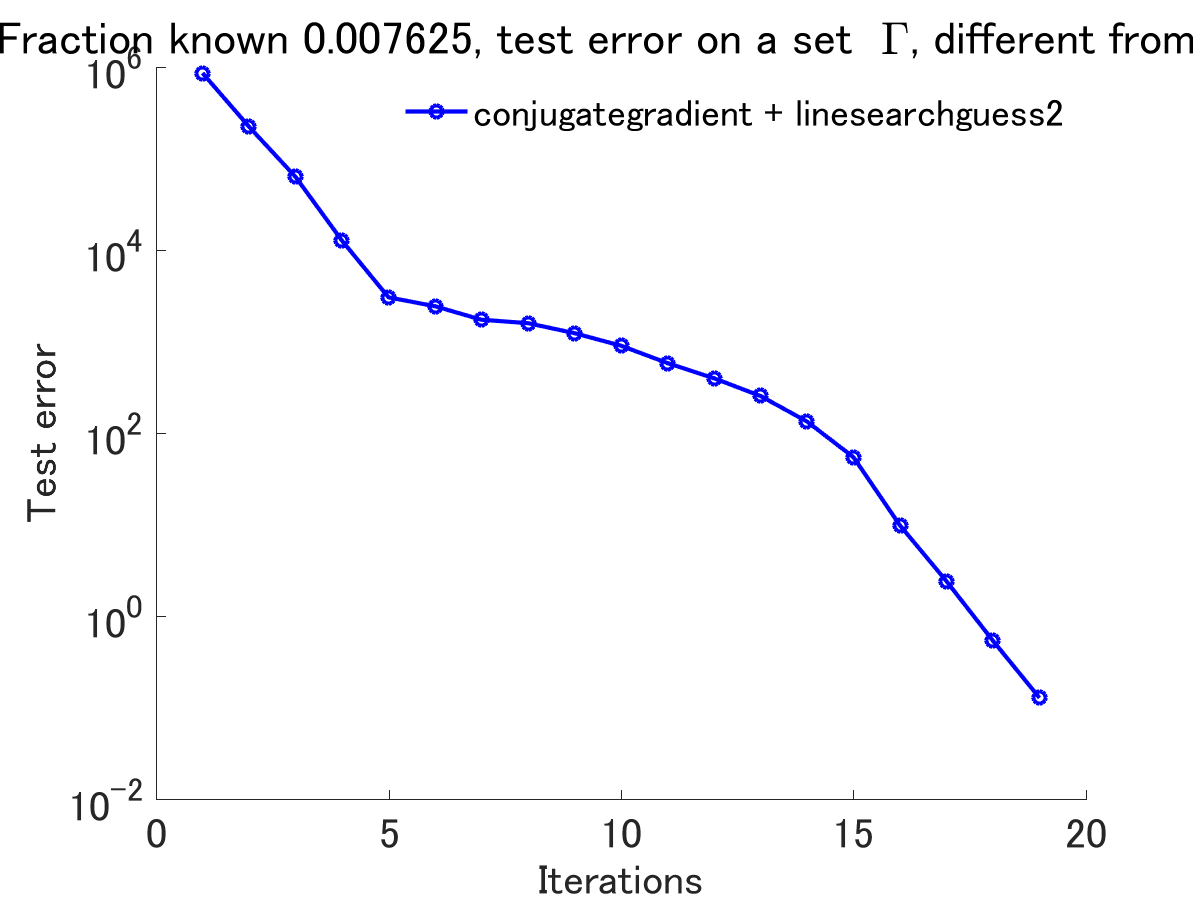 Fraction known 0.007625, test error on a set Γ, different from
10^6
conjugategradient + linesearchguess2
10^4
10^2
10^0
10^-2
Test error
0 5 10 15 20
Iterations